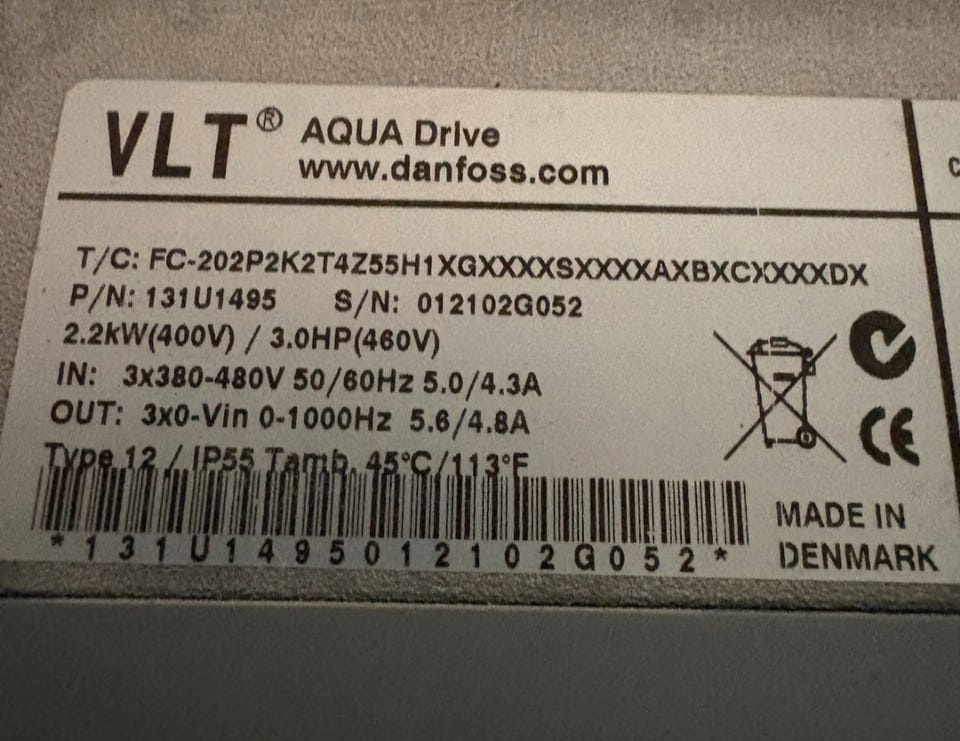 VLT® AQUA Drive
www.danfoss.com
T/C: FC-202P2K2T4Z55H1XGXXXXSXXXXAXBXCXXXXDX
P/N: 131U1495 S/N: 012102G052
2.2kW(400V) / 3.0HP(460V)
IN: 3x380-480V 50/60Hz 5.0/4.3A
OUT: 3x0-Vin 0-1000Hz 5.6/4.8A
Type 12 / IP55 Tamb. 45°C/113°F
*131U1495012102G052*
CE
MADE IN
DENMARK